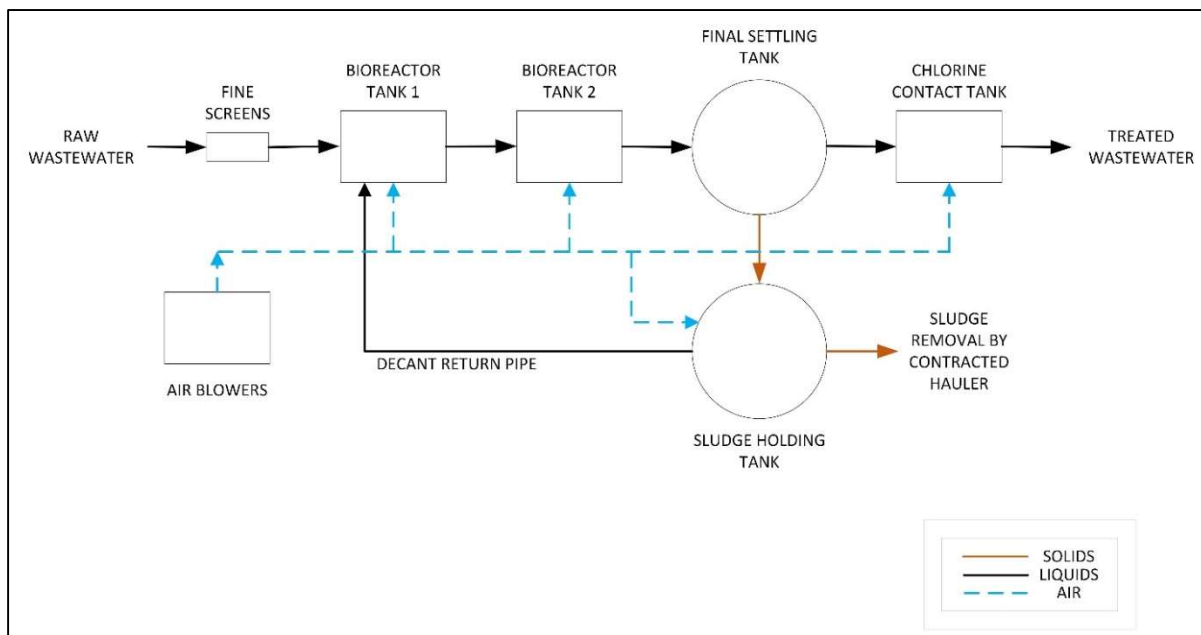 FINAL SETTLING
TANK
BIOREACTOR
TANK 1
BIOREACTOR
TANK 2
CHLORINE
CONTACT TANK
FINE
SCREENS
RAW
WASTEWATER
TREATED
WASTEWATER
AIR BLOWERS
DECANT RETURN PIPE
SLUDGE
REMOVAL BY
CONTRACTED
HAULER
SLUDGE HOLDING
TANK
SOLIDS
LIQUIDS
AIR